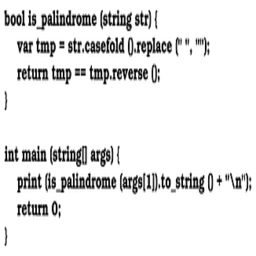 bool is_palindrome (string str) {
var tmp = str.casefold ().replace (" ", "");
return tmp == tmp.reverse ();
}
int main (string[] args) {
print (is_palindrome (args[1]).to_string () + "\n");
return 0;
}